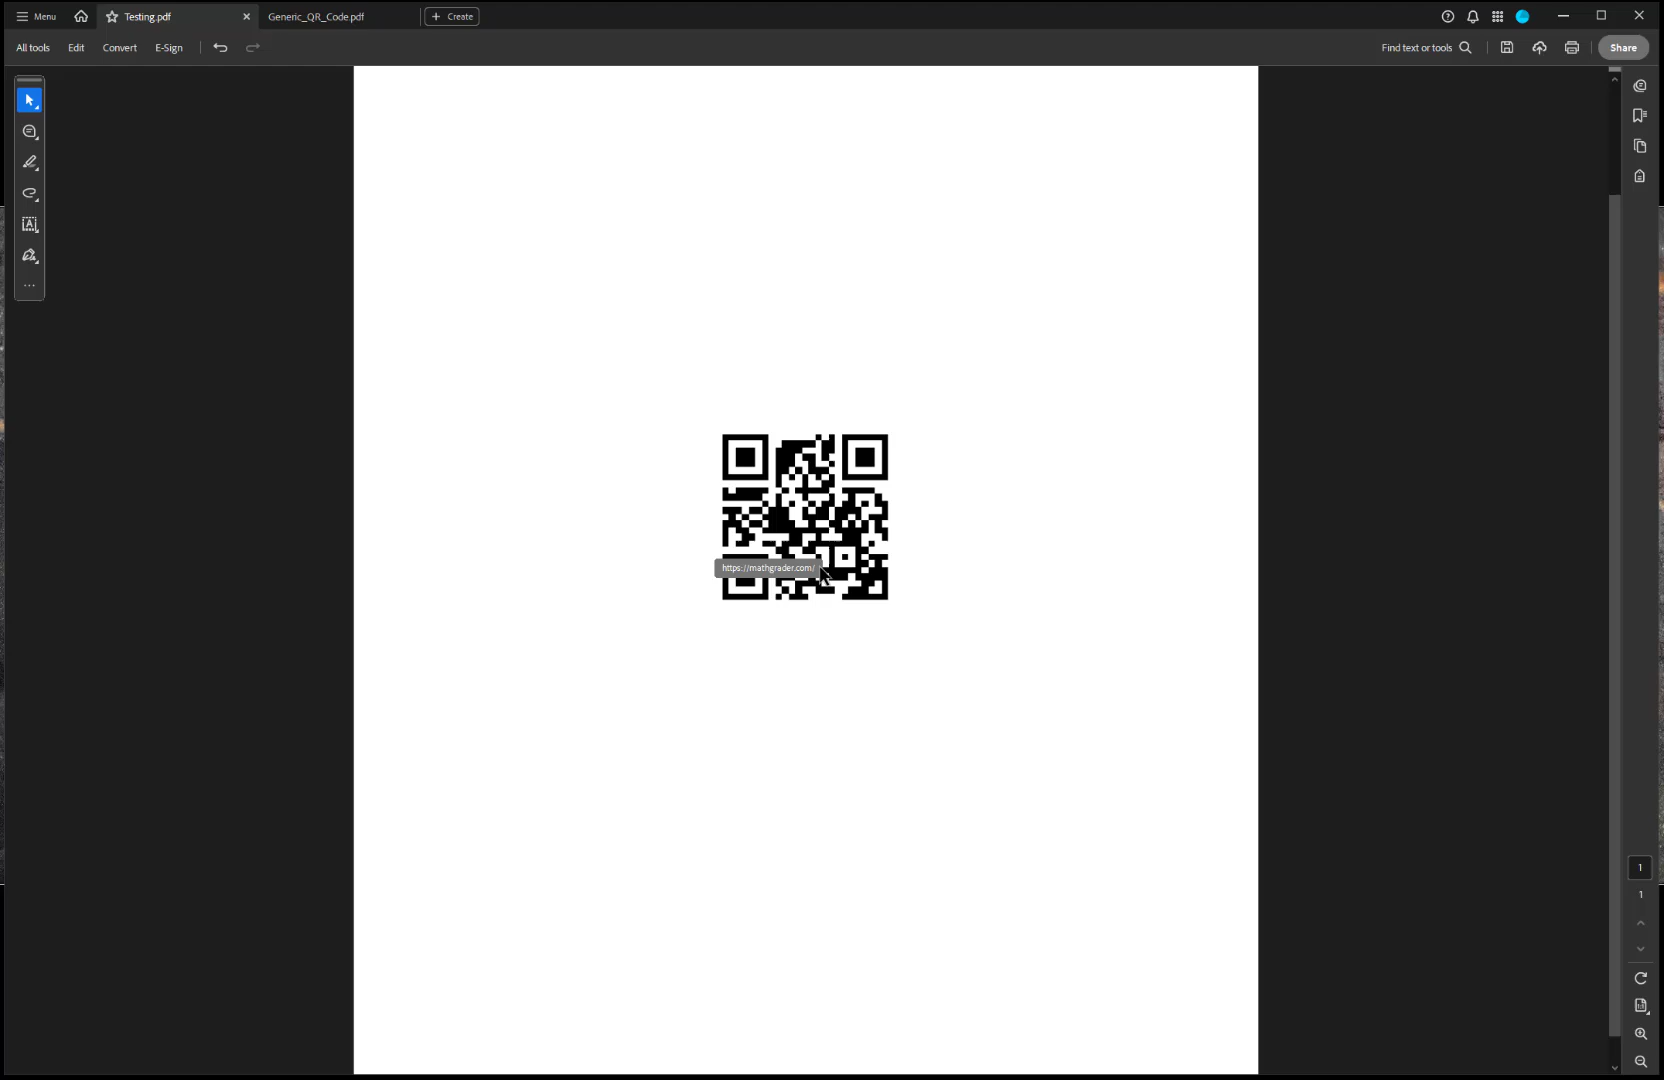 Menu
Testing.pdf
Generic_QR_Code.pdf
Create
All tools
Edit
Convert
E-Sign
Find text or tools
Share
A
https://mathgrader.com/
1
1